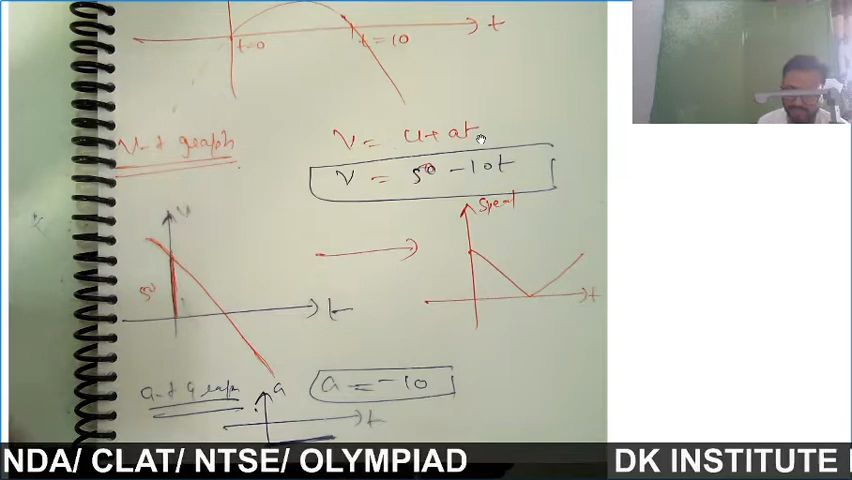 t
t=0
t=10
v-t graph
v = u+at
v = 50 -10t
v
50
t
Speed
t
a-t graph
a
a = -10
t
NDA/ CLAT/ NTSE/ OLYMPIAD
DK INSTITUTE